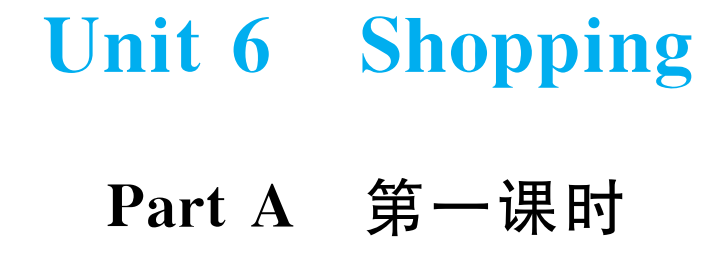 Unit 6 Shopping
Part A 第一课时